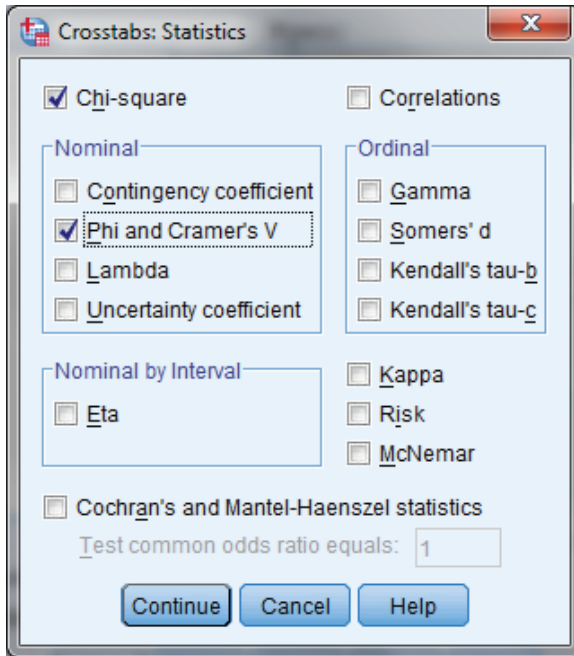 Crosstabs: Statistics
Chi-square
Correlations
Nominal
Contingency coefficient
Phi and Cramer's V
Lambda
Uncertainty coefficient
Ordinal
Gamma
Somers' d
Kendall's tau-b
Kendall's tau-c
Nominal by Interval
Eta
Kappa
Risk
McNemar
Cochran's and Mantel-Haenszel statistics
Test common odds ratio equals: 1
Continue Cancel Help